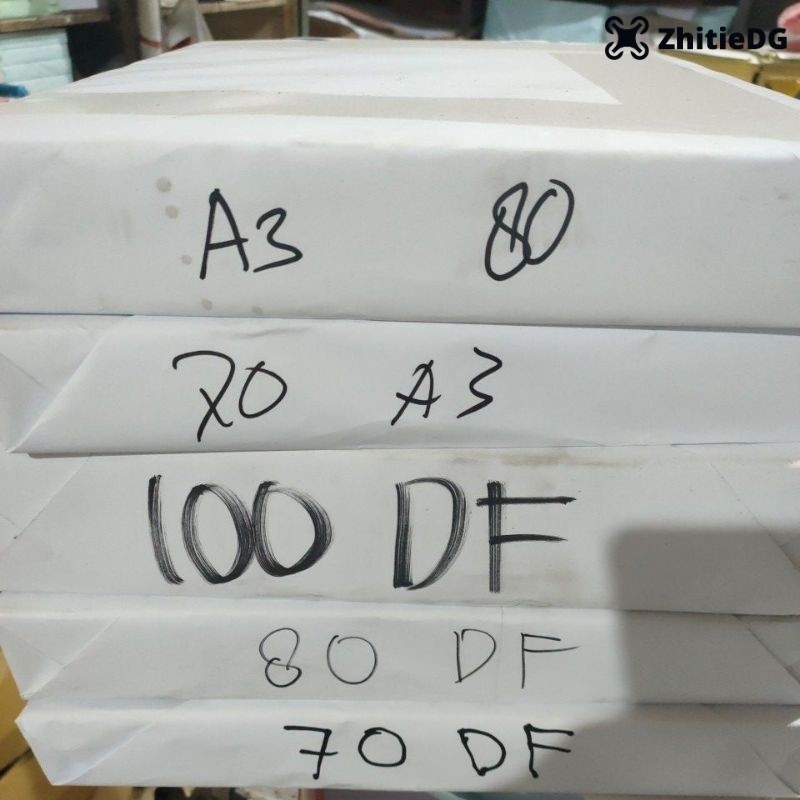 ZhitieDG
A3 80
70 A3
100 DF
80 DF
70 DF